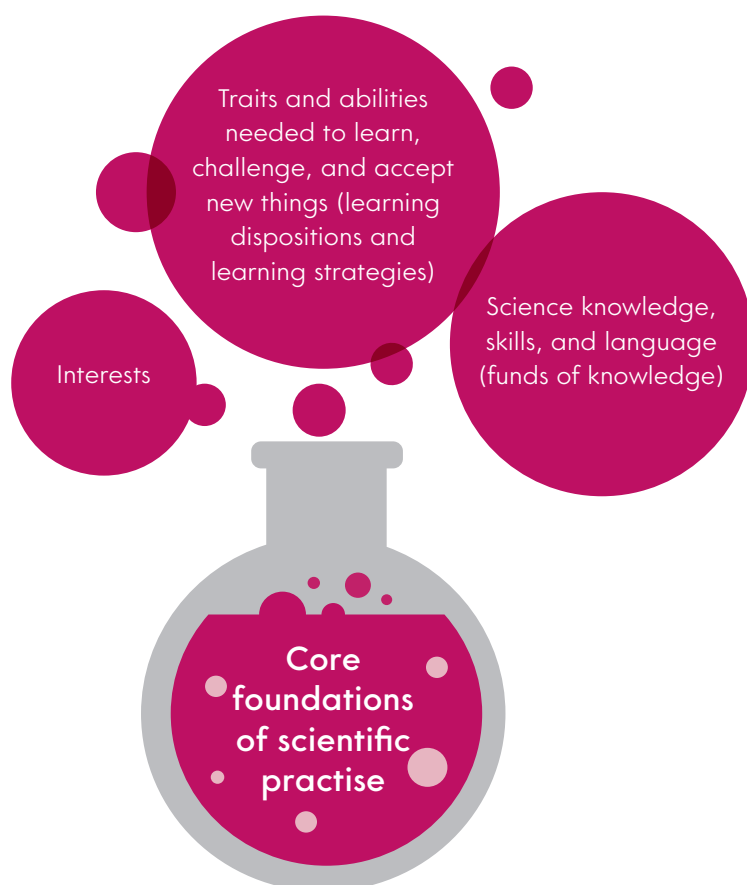 Traits and abilities
needed to learn,
challenge, and accept
new things (learning
dispositions and
learning strategies)
Science knowledge,
skills, and language
(funds of knowledge)
Interests
Core
foundations
of scientific
practise